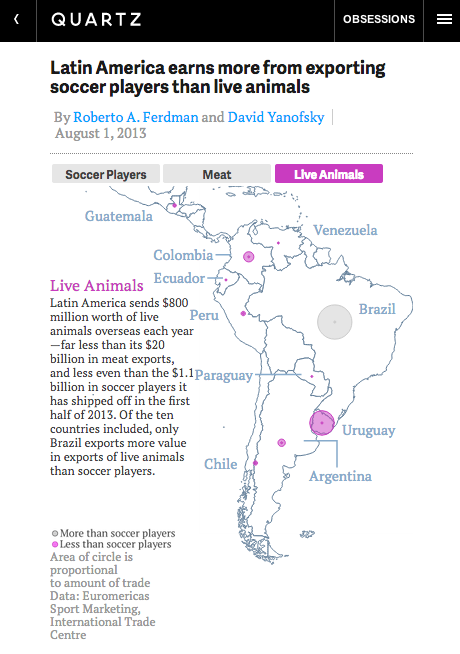 QUARTZ
OBSESSIONS
Latin America earns more from exporting
soccer players than live animals
By Roberto A. Ferdman and David Yanofsky
August 1, 2013
Soccer Players
Meat
Live Animals
Guatemala
Venezuela
Colombia
Ecuador
Peru
Brazil
Paraguay
Uruguay
Chile
Argentina
Live Animals
Latin America sends $800
million worth of live
animals overseas each year
—far less than its $20
billion in meat exports,
and less even than the $1.1
billion in soccer players it
has shipped off in the first
half of 2013. Of the ten
countries included, only
Brazil exports more value
in exports of live animals
than soccer players.
More than soccer players
Less than soccer players
Area of circle is
proportional
to amount of trade
Data: Euromericas
Sport Marketing,
International Trade
Centre